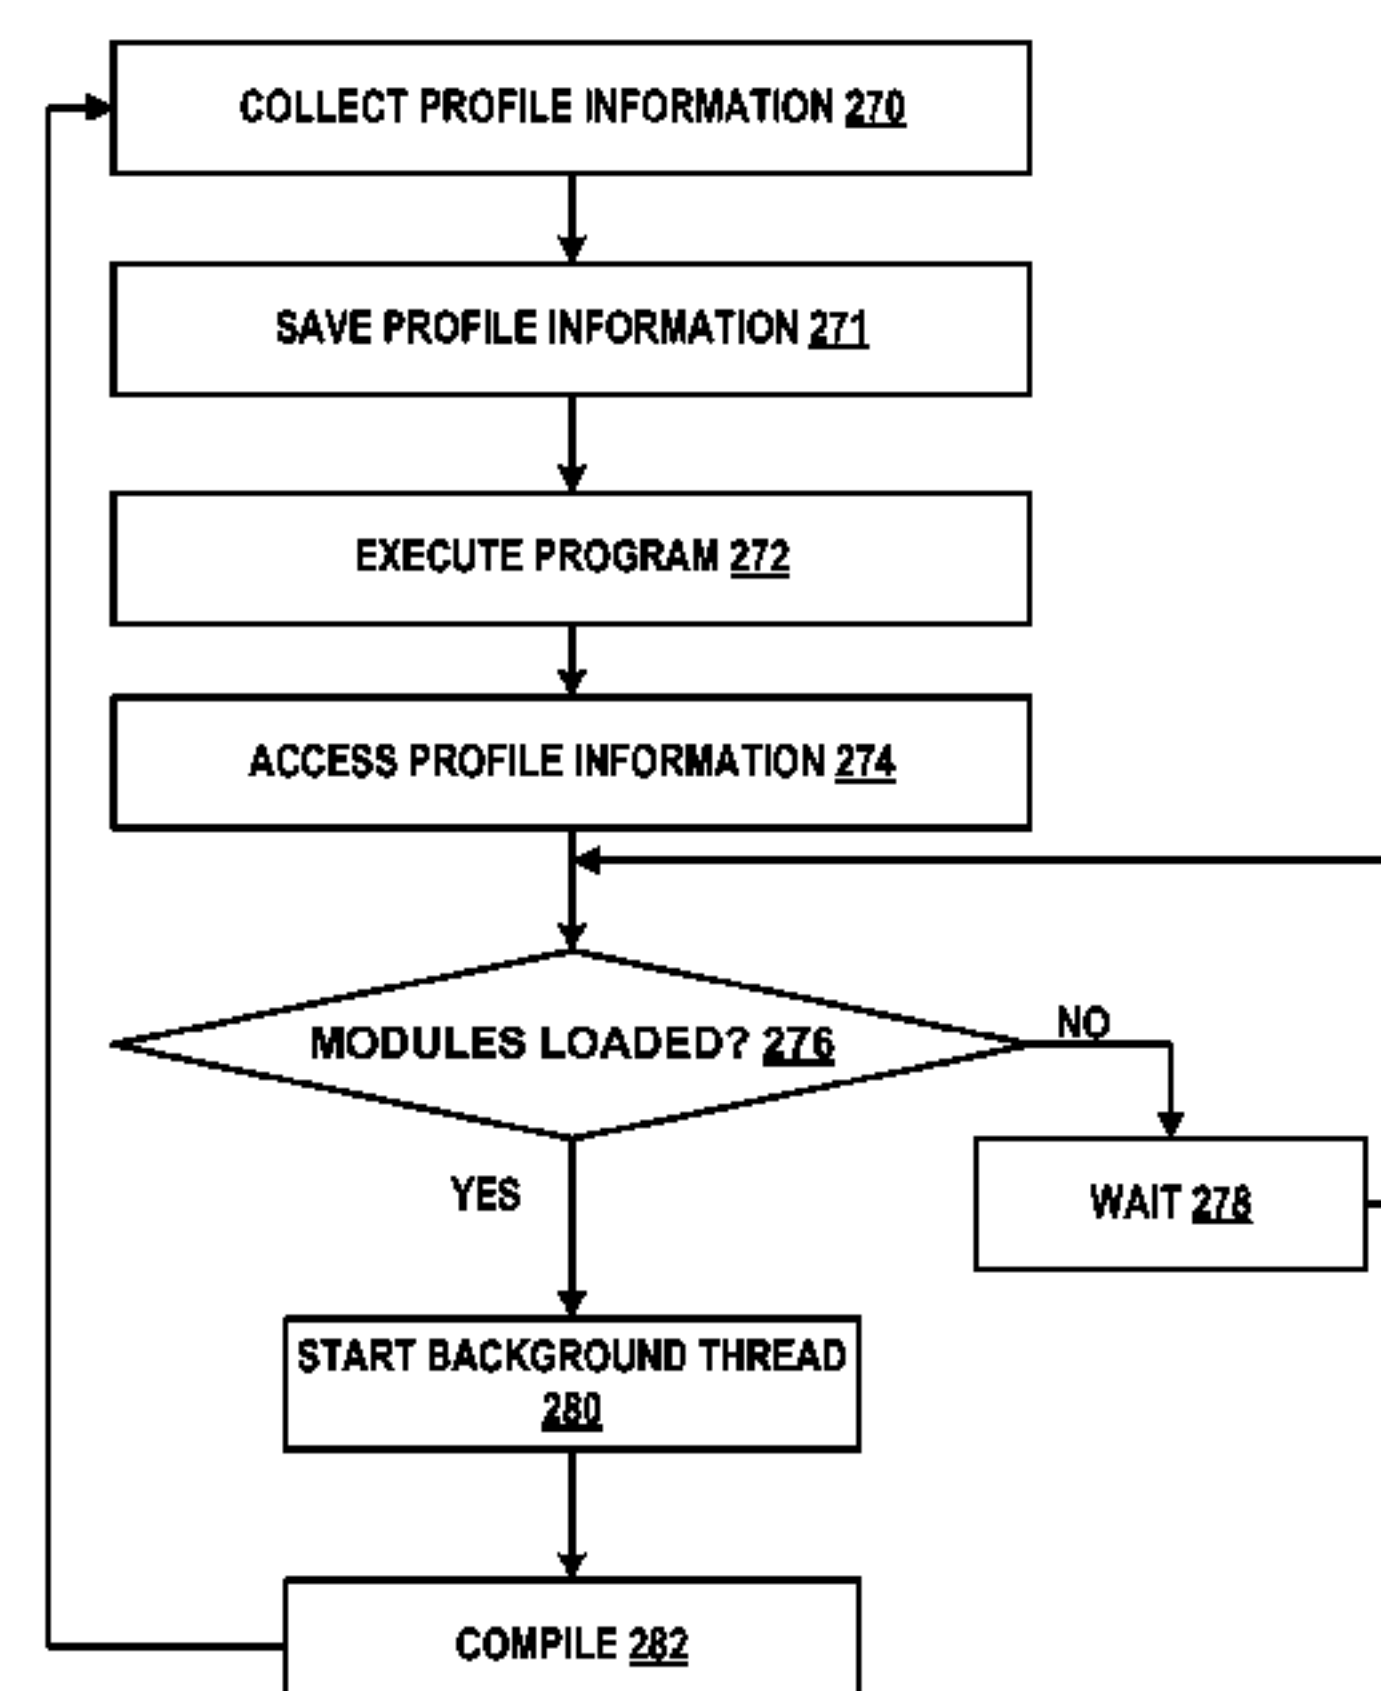 COLLECT PROFILE INFORMATION 270
SAVE PROFILE INFORMATION 271
EXECUTE PROGRAM 272
ACCESS PROFILE INFORMATION 274
MODULES LOADED? 276
NO
YES
WAIT 278
START BACKGROUND THREAD
280
COMPILE 282